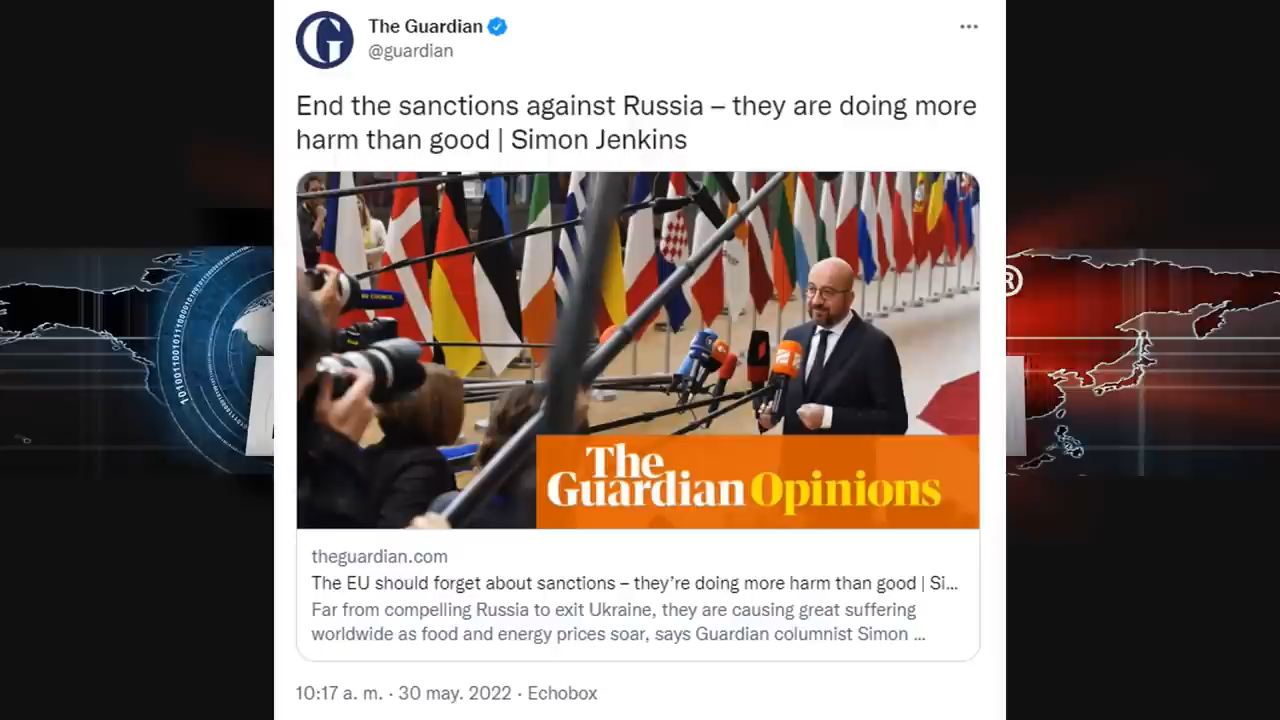 The Guardian
@guardian
End the sanctions against Russia – they are doing more
harm than good | Simon Jenkins
The
Guardian Opinions
theguardian.com
The EU should forget about sanctions – they’re doing more harm than good | Si...
Far from compelling Russia to exit Ukraine, they are causing great suffering
worldwide as food and energy prices soar, says Guardian columnist Simon ...
10:17 a. m. · 30 may. 2022 · Echobox